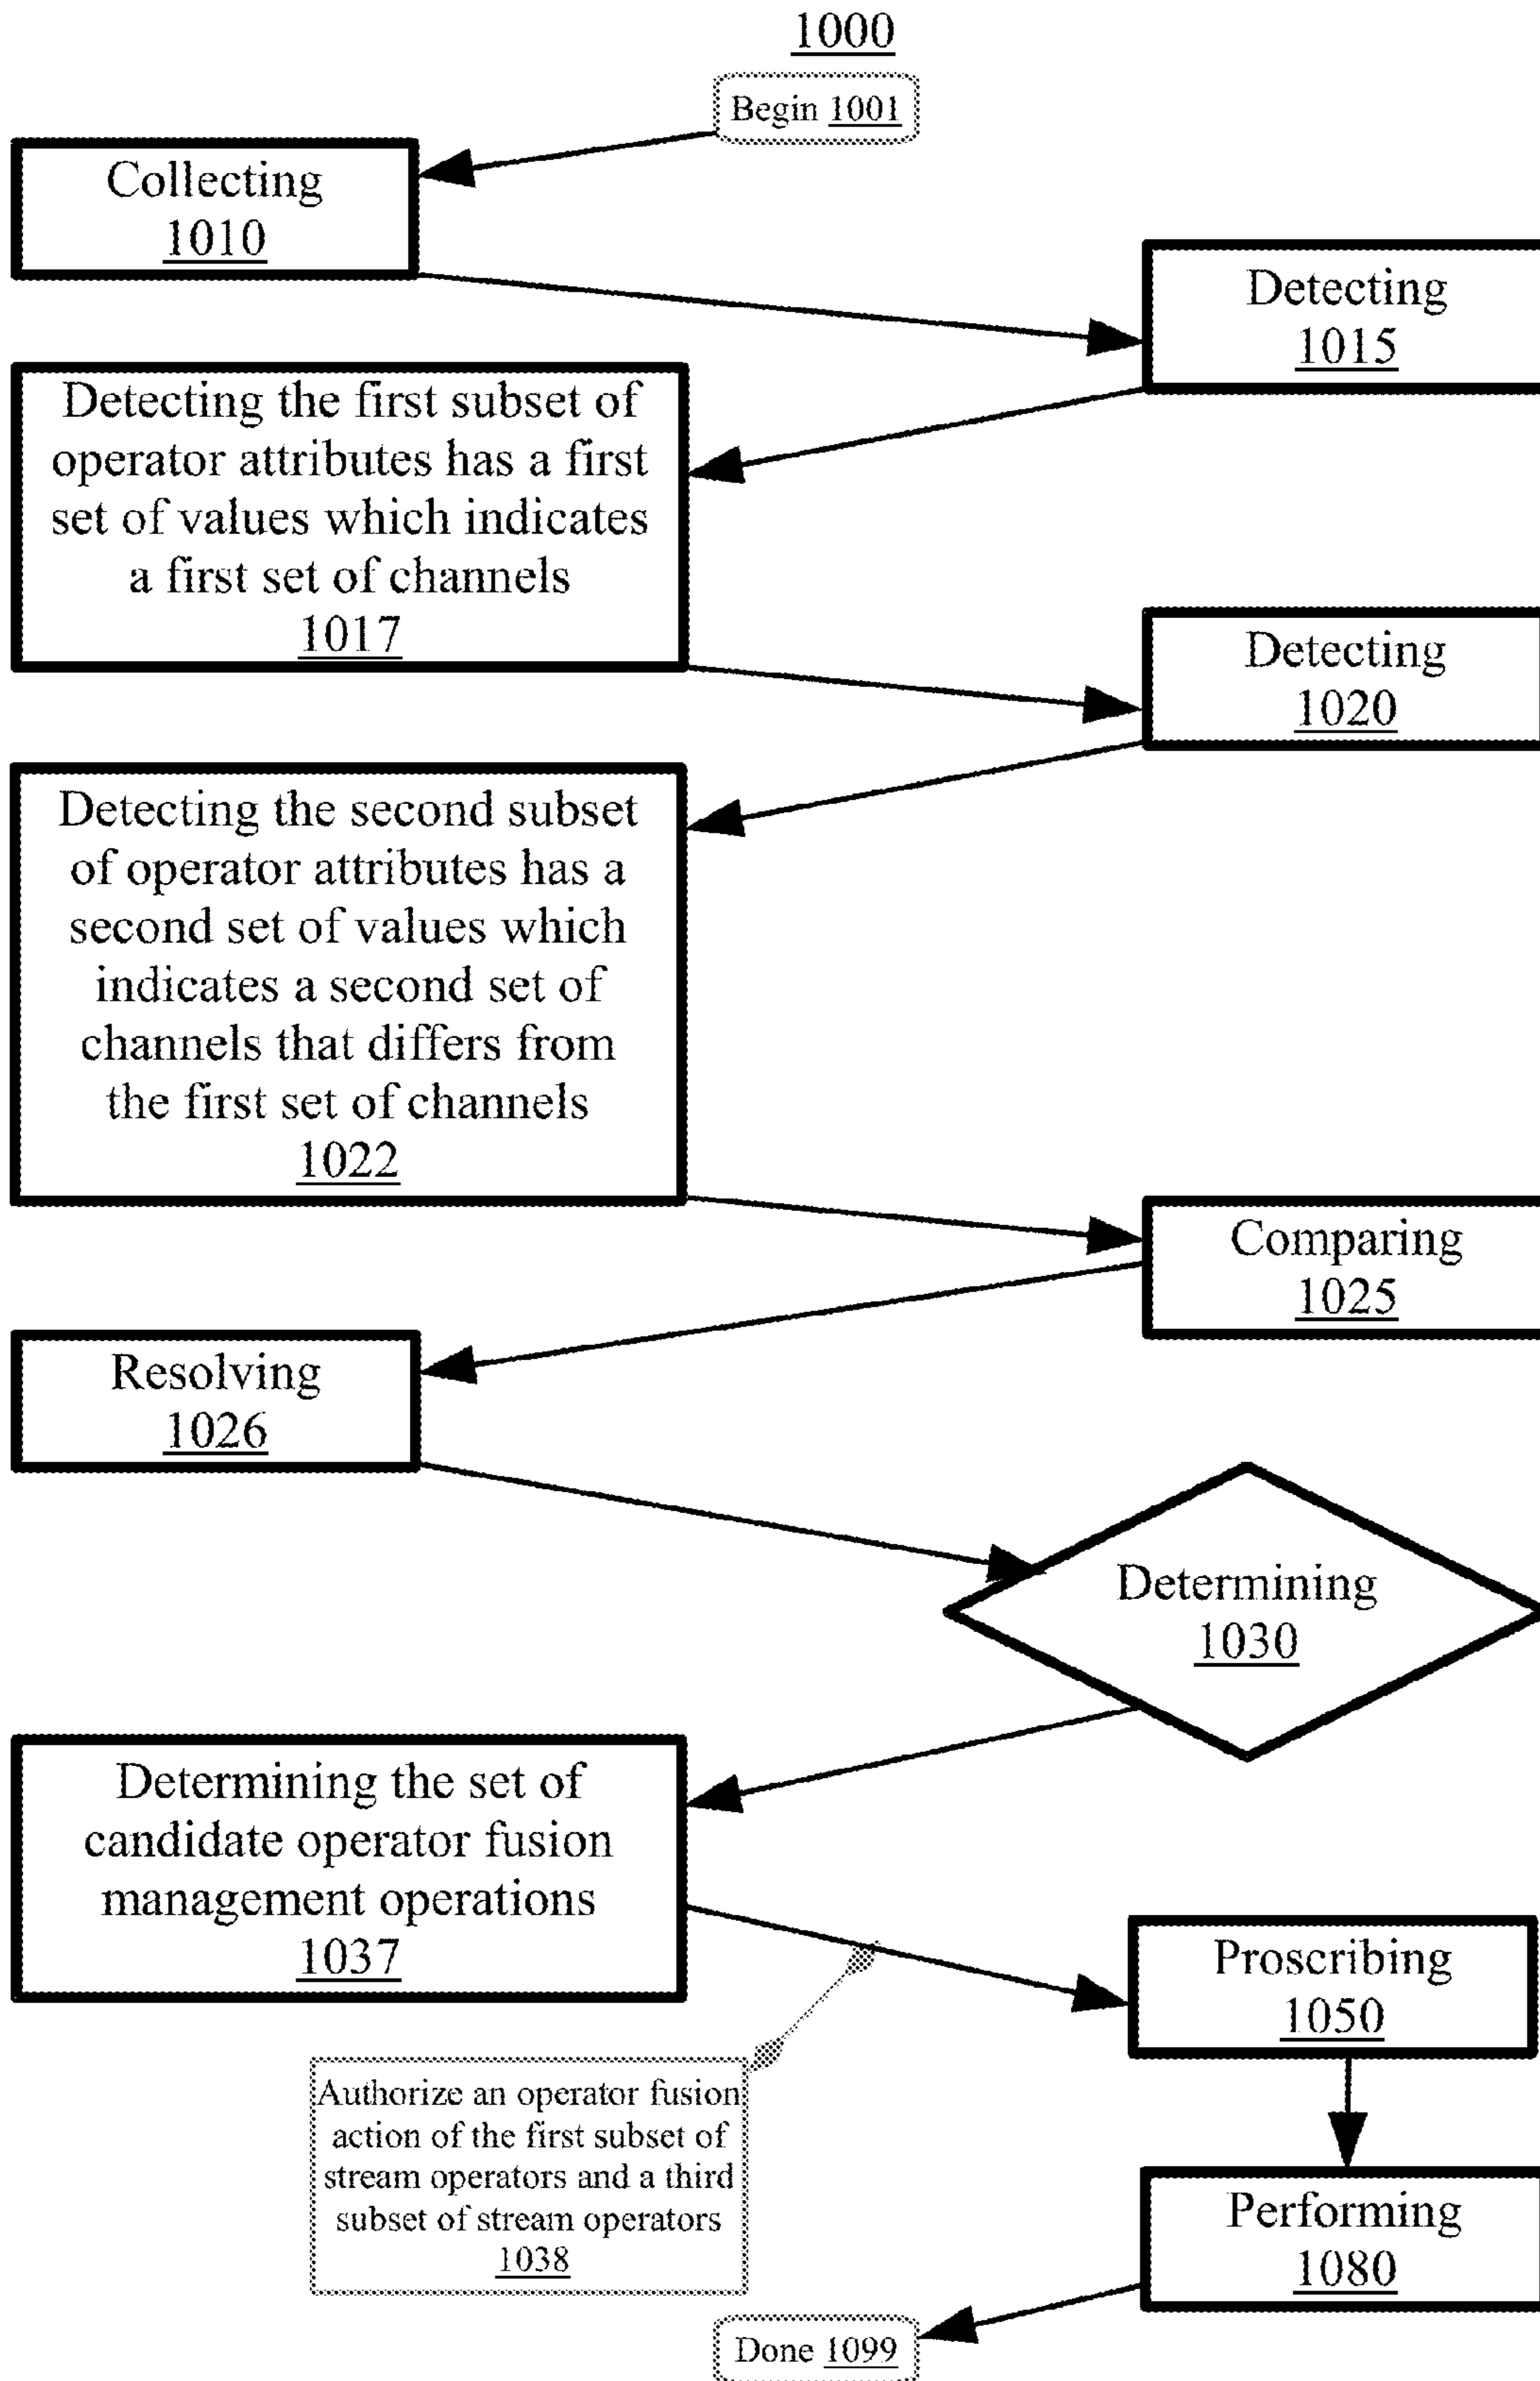 1000
Begin 1001
Collecting
1010
Detecting
1015
Detecting the first subset of
operator attributes has a first
set of values which indicates
a first set of channels
1017
Detecting
1020
Detecting the second subset
of operator attributes has a
second set of values which
indicates a second set of
channels that differs from
the first set of channels
1022
Comparing
1025
Resolving
1026
Determining
1030
Determining the set of
candidate operator fusion
management operations
1037
Proscribing
1050
Authorize an operator fusion
action of the first subset of
stream operators and a third
subset of stream operators
1038
Performing
1080
Done 1099